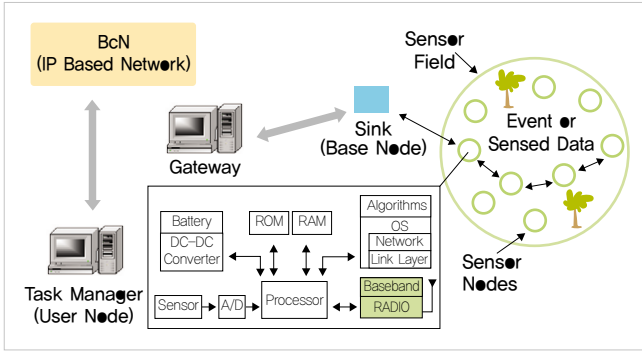 BcN
(IP Based Network)
Sensor
Field
Gateway
Sink
(Base Node)
Event or
Sensed Data
Task Manager
(User Node)
Battery
DC-DC
Converter
ROM
RAM
Algorithms
OS
Network
Link Layer
Sensor
A/D
Processor
Baseband
RADIO
Sensor
Nodes